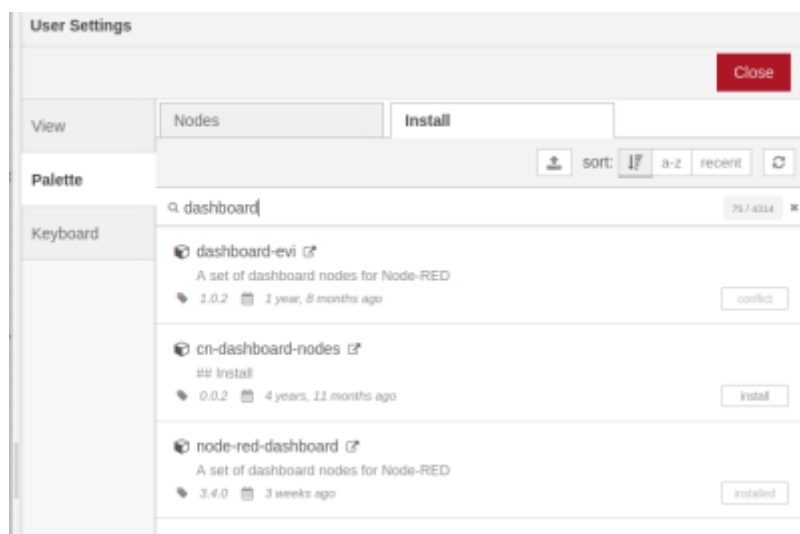 User Settings
Close
View
Palette
Keyboard
Nodes
Install
sort: a-z recent
dashboard
75 / 4314
dashboard-evi
A set of dashboard nodes for Node-RED
1.0.2 1 year, 8 months ago
conflict
cn-dashboard-nodes
## Install
0.0.2 4 years, 11 months ago
install
node-red-dashboard
A set of dashboard nodes for Node-RED
3.4.0 3 weeks ago
installed